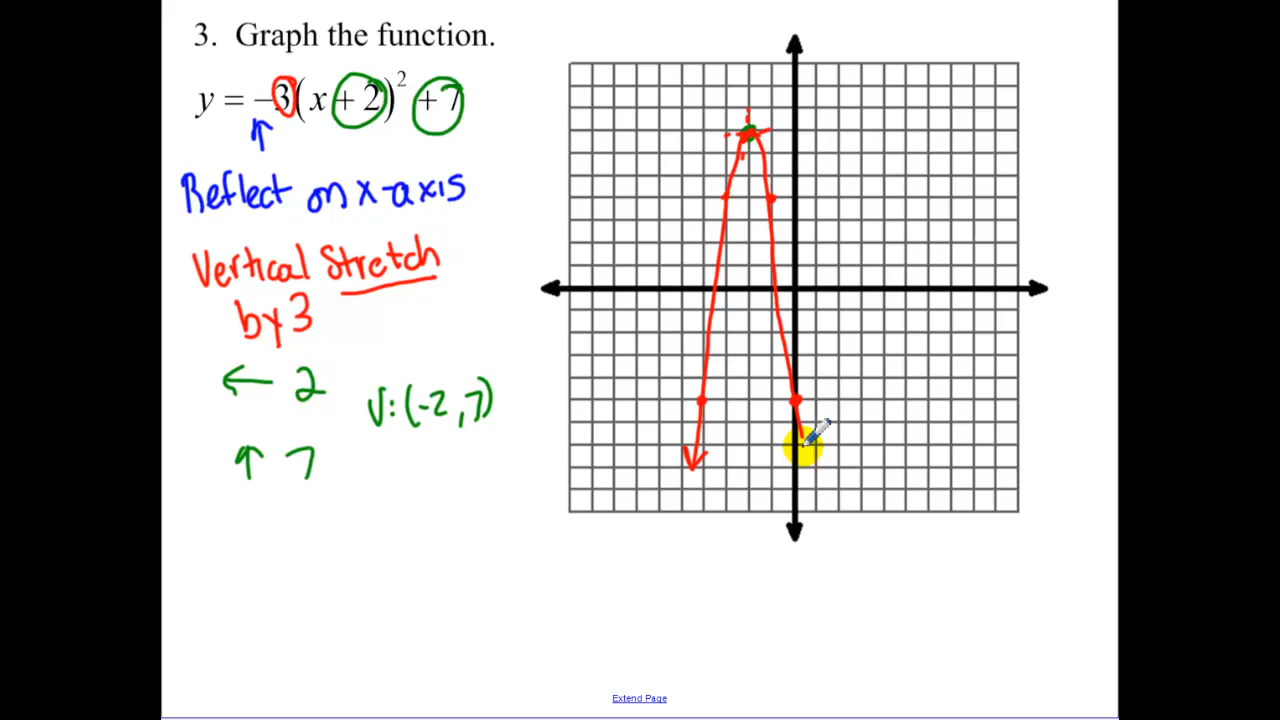 3. Graph the function.
y = −3(x + 2)² + 7
↑
Reflect on x-axis
Vertical Stretch
by 3
← 2
V: (-2, 7)
↑ 7
Extend Page